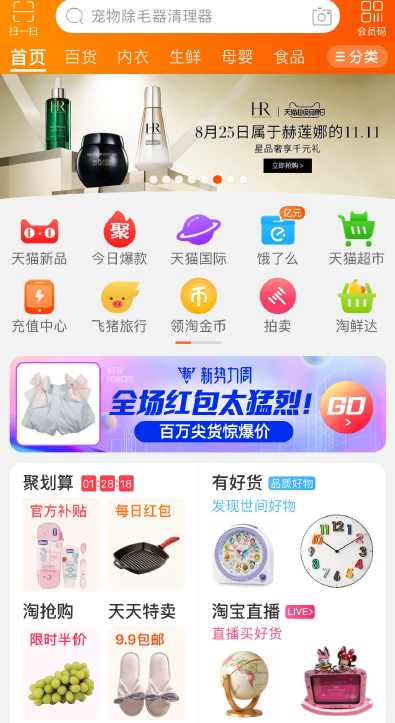 宠物除毛器清理器
扫一扫
会员码
首页 百货 内衣 生鲜 母婴 食品 分类
HR 天猫超级品牌日
8月25日属于赫莲娜的11.11
星品奢享千元礼
立即抢购 >
HR
HR
亿元
天猫新品 今日爆款 天猫国际 饿了么 天猫超市
聚
充值中心 飞猪旅行 领淘金币 拍卖 淘鲜达
币
NEW
FORCES
新势力周
全场红包太猛烈!
百万尖货惊爆价
GO
聚划算 01:28:18
官方补贴 每日红包
有好货 品质好物
发现世间好物
淘抢购 天天特卖
限时半价 9.9包邮
淘宝直播 LIVE
直播买好货